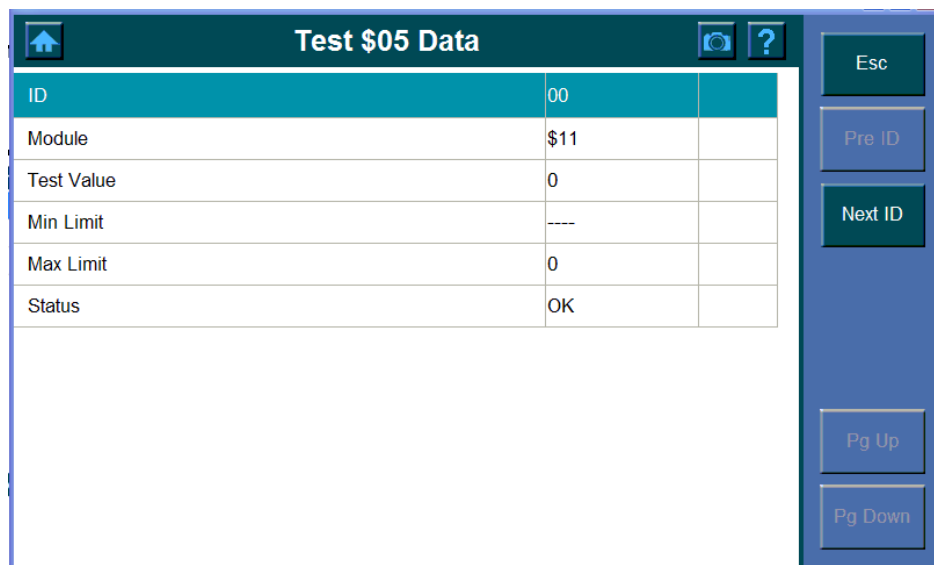 Test $05 Data
?
ID 00
Module $11
Test Value 0
Min Limit ----
Max Limit 0
Status OK
Esc
Pre ID
Next ID
Pg Up
Pg Down